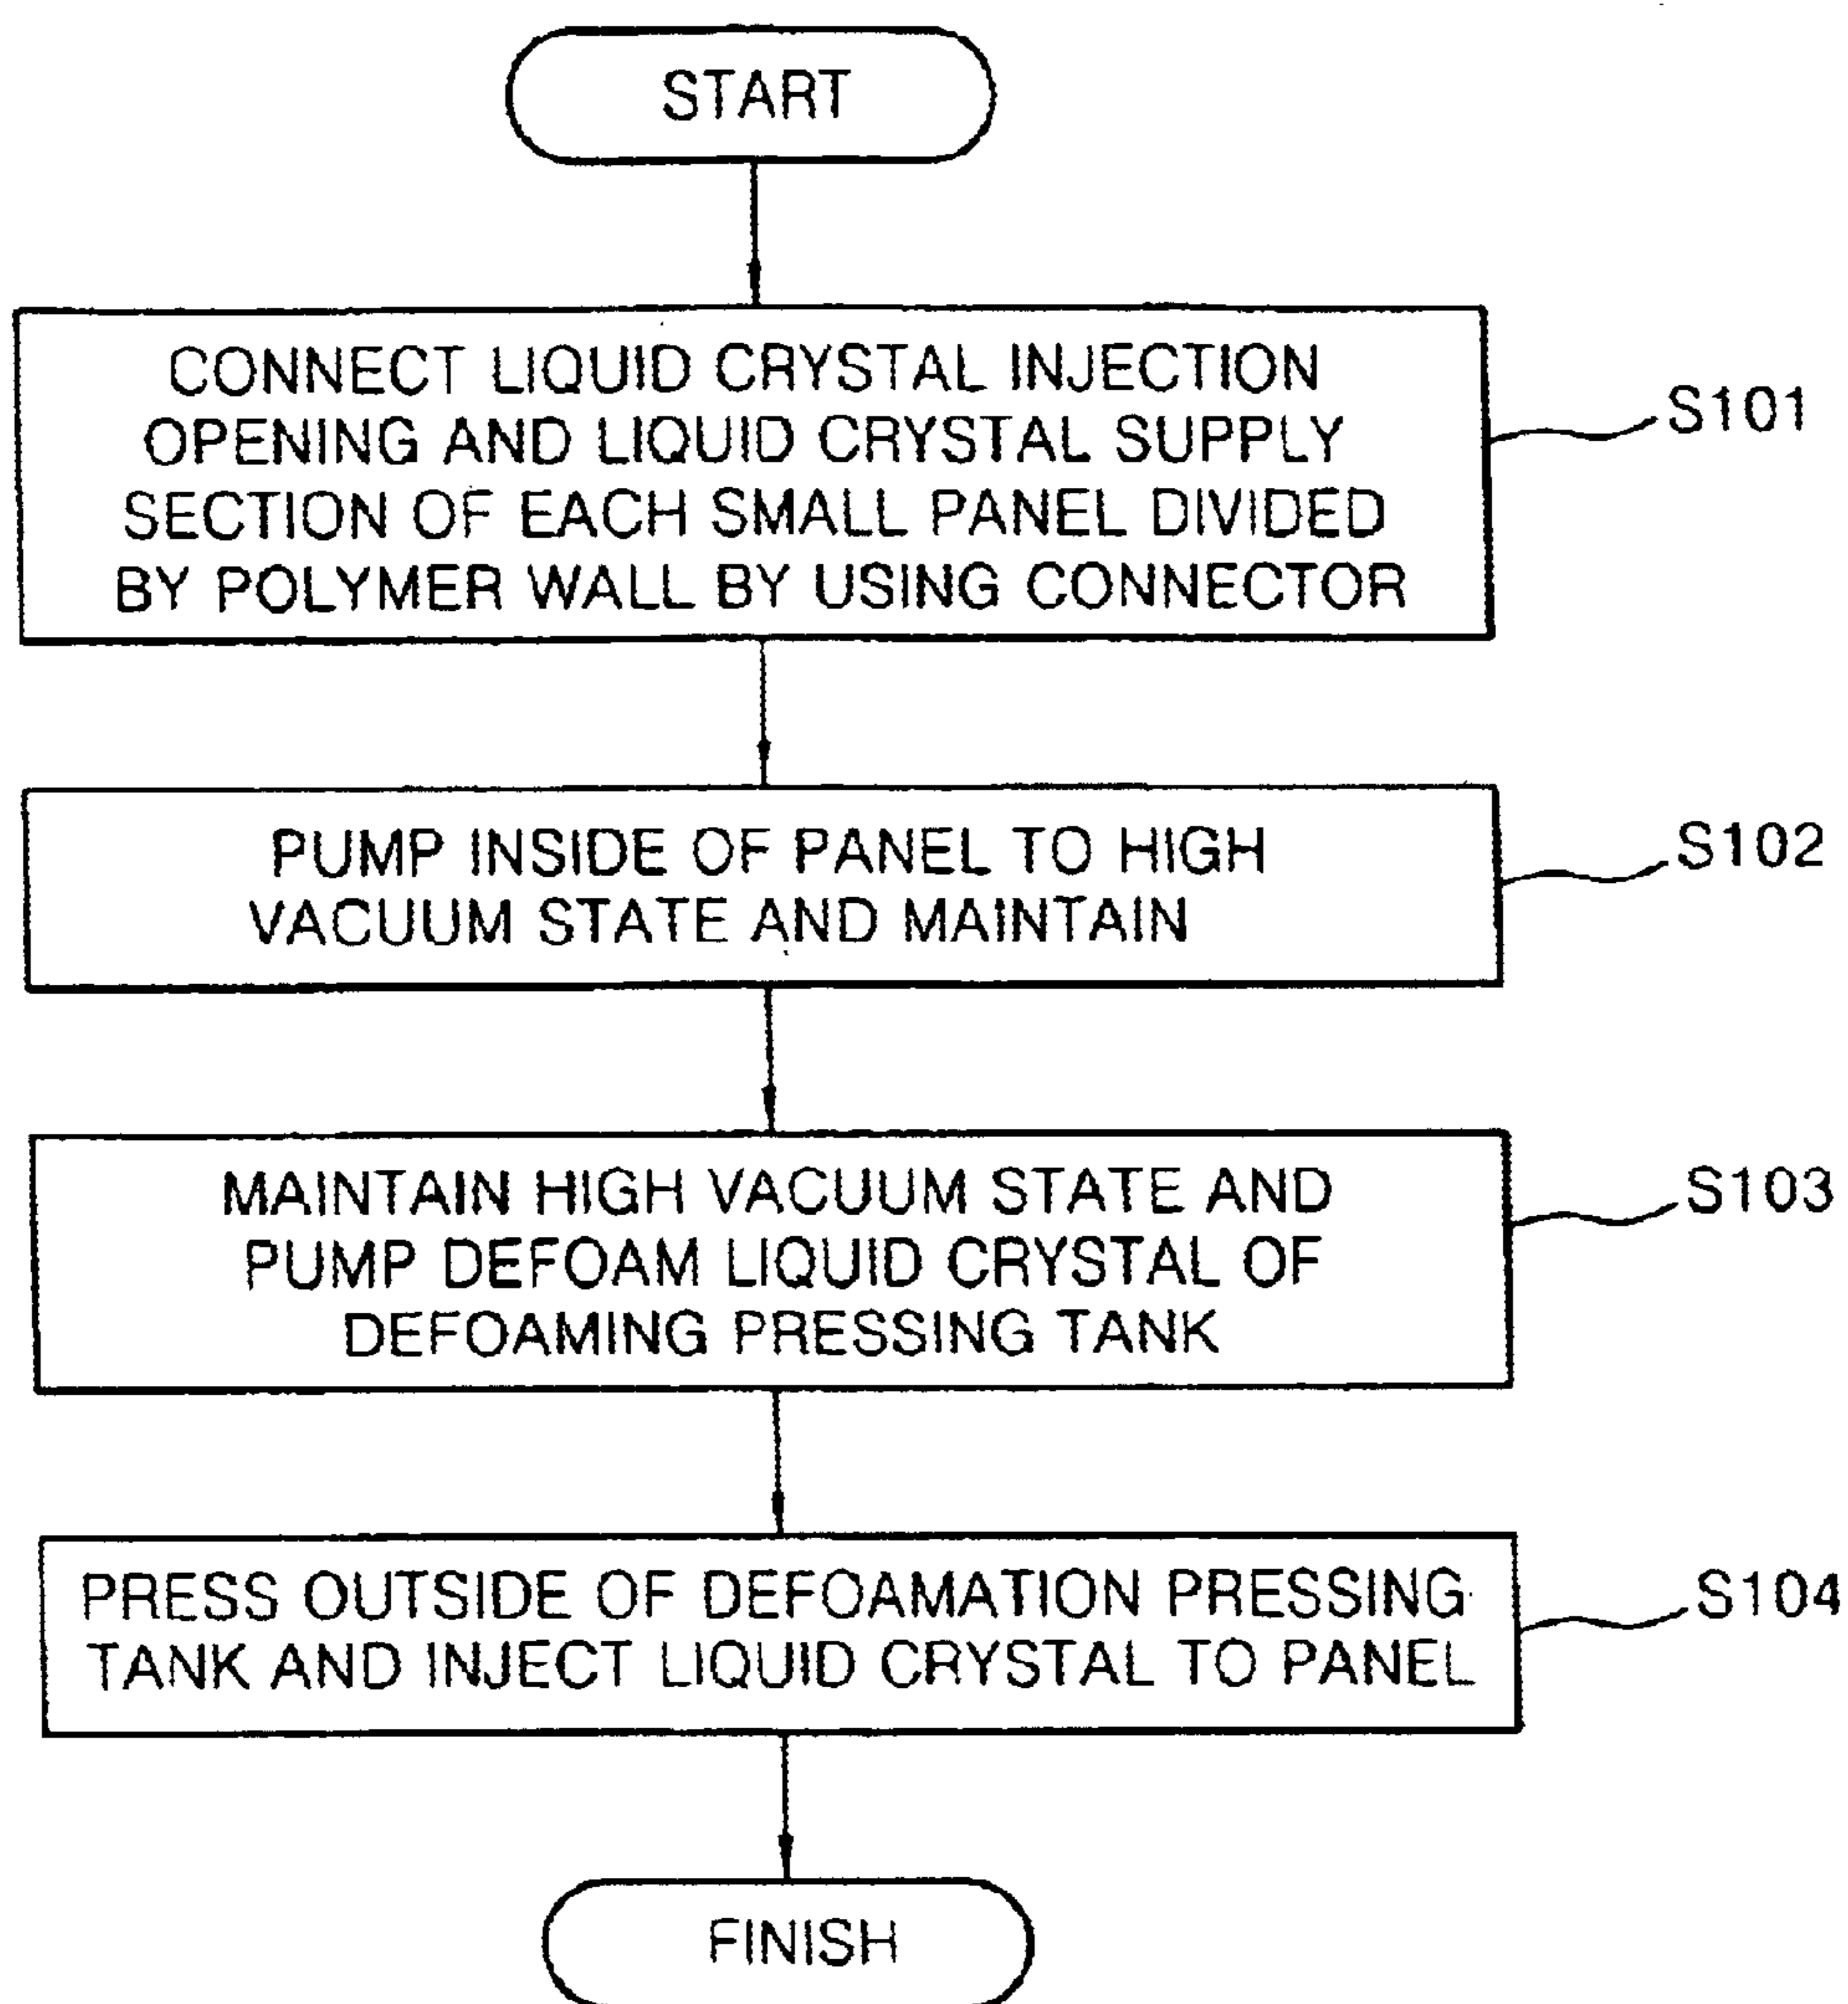 START
CONNECT LIQUID CRYSTAL INJECTION
OPENING AND LIQUID CRYSTAL SUPPLY
SECTION OF EACH SMALL PANEL DIVIDED
BY POLYMER WALL BY USING CONNECTOR
S101
PUMP INSIDE OF PANEL TO HIGH
VACUUM STATE AND MAINTAIN
S102
MAINTAIN HIGH VACUUM STATE AND
PUMP DEFOAM LIQUID CRYSTAL OF
DEFOAMING PRESSING TANK
S103
PRESS OUTSIDE OF DEFOAMATION PRESSING
TANK AND INJECT LIQUID CRYSTAL TO PANEL
S104
FINISH